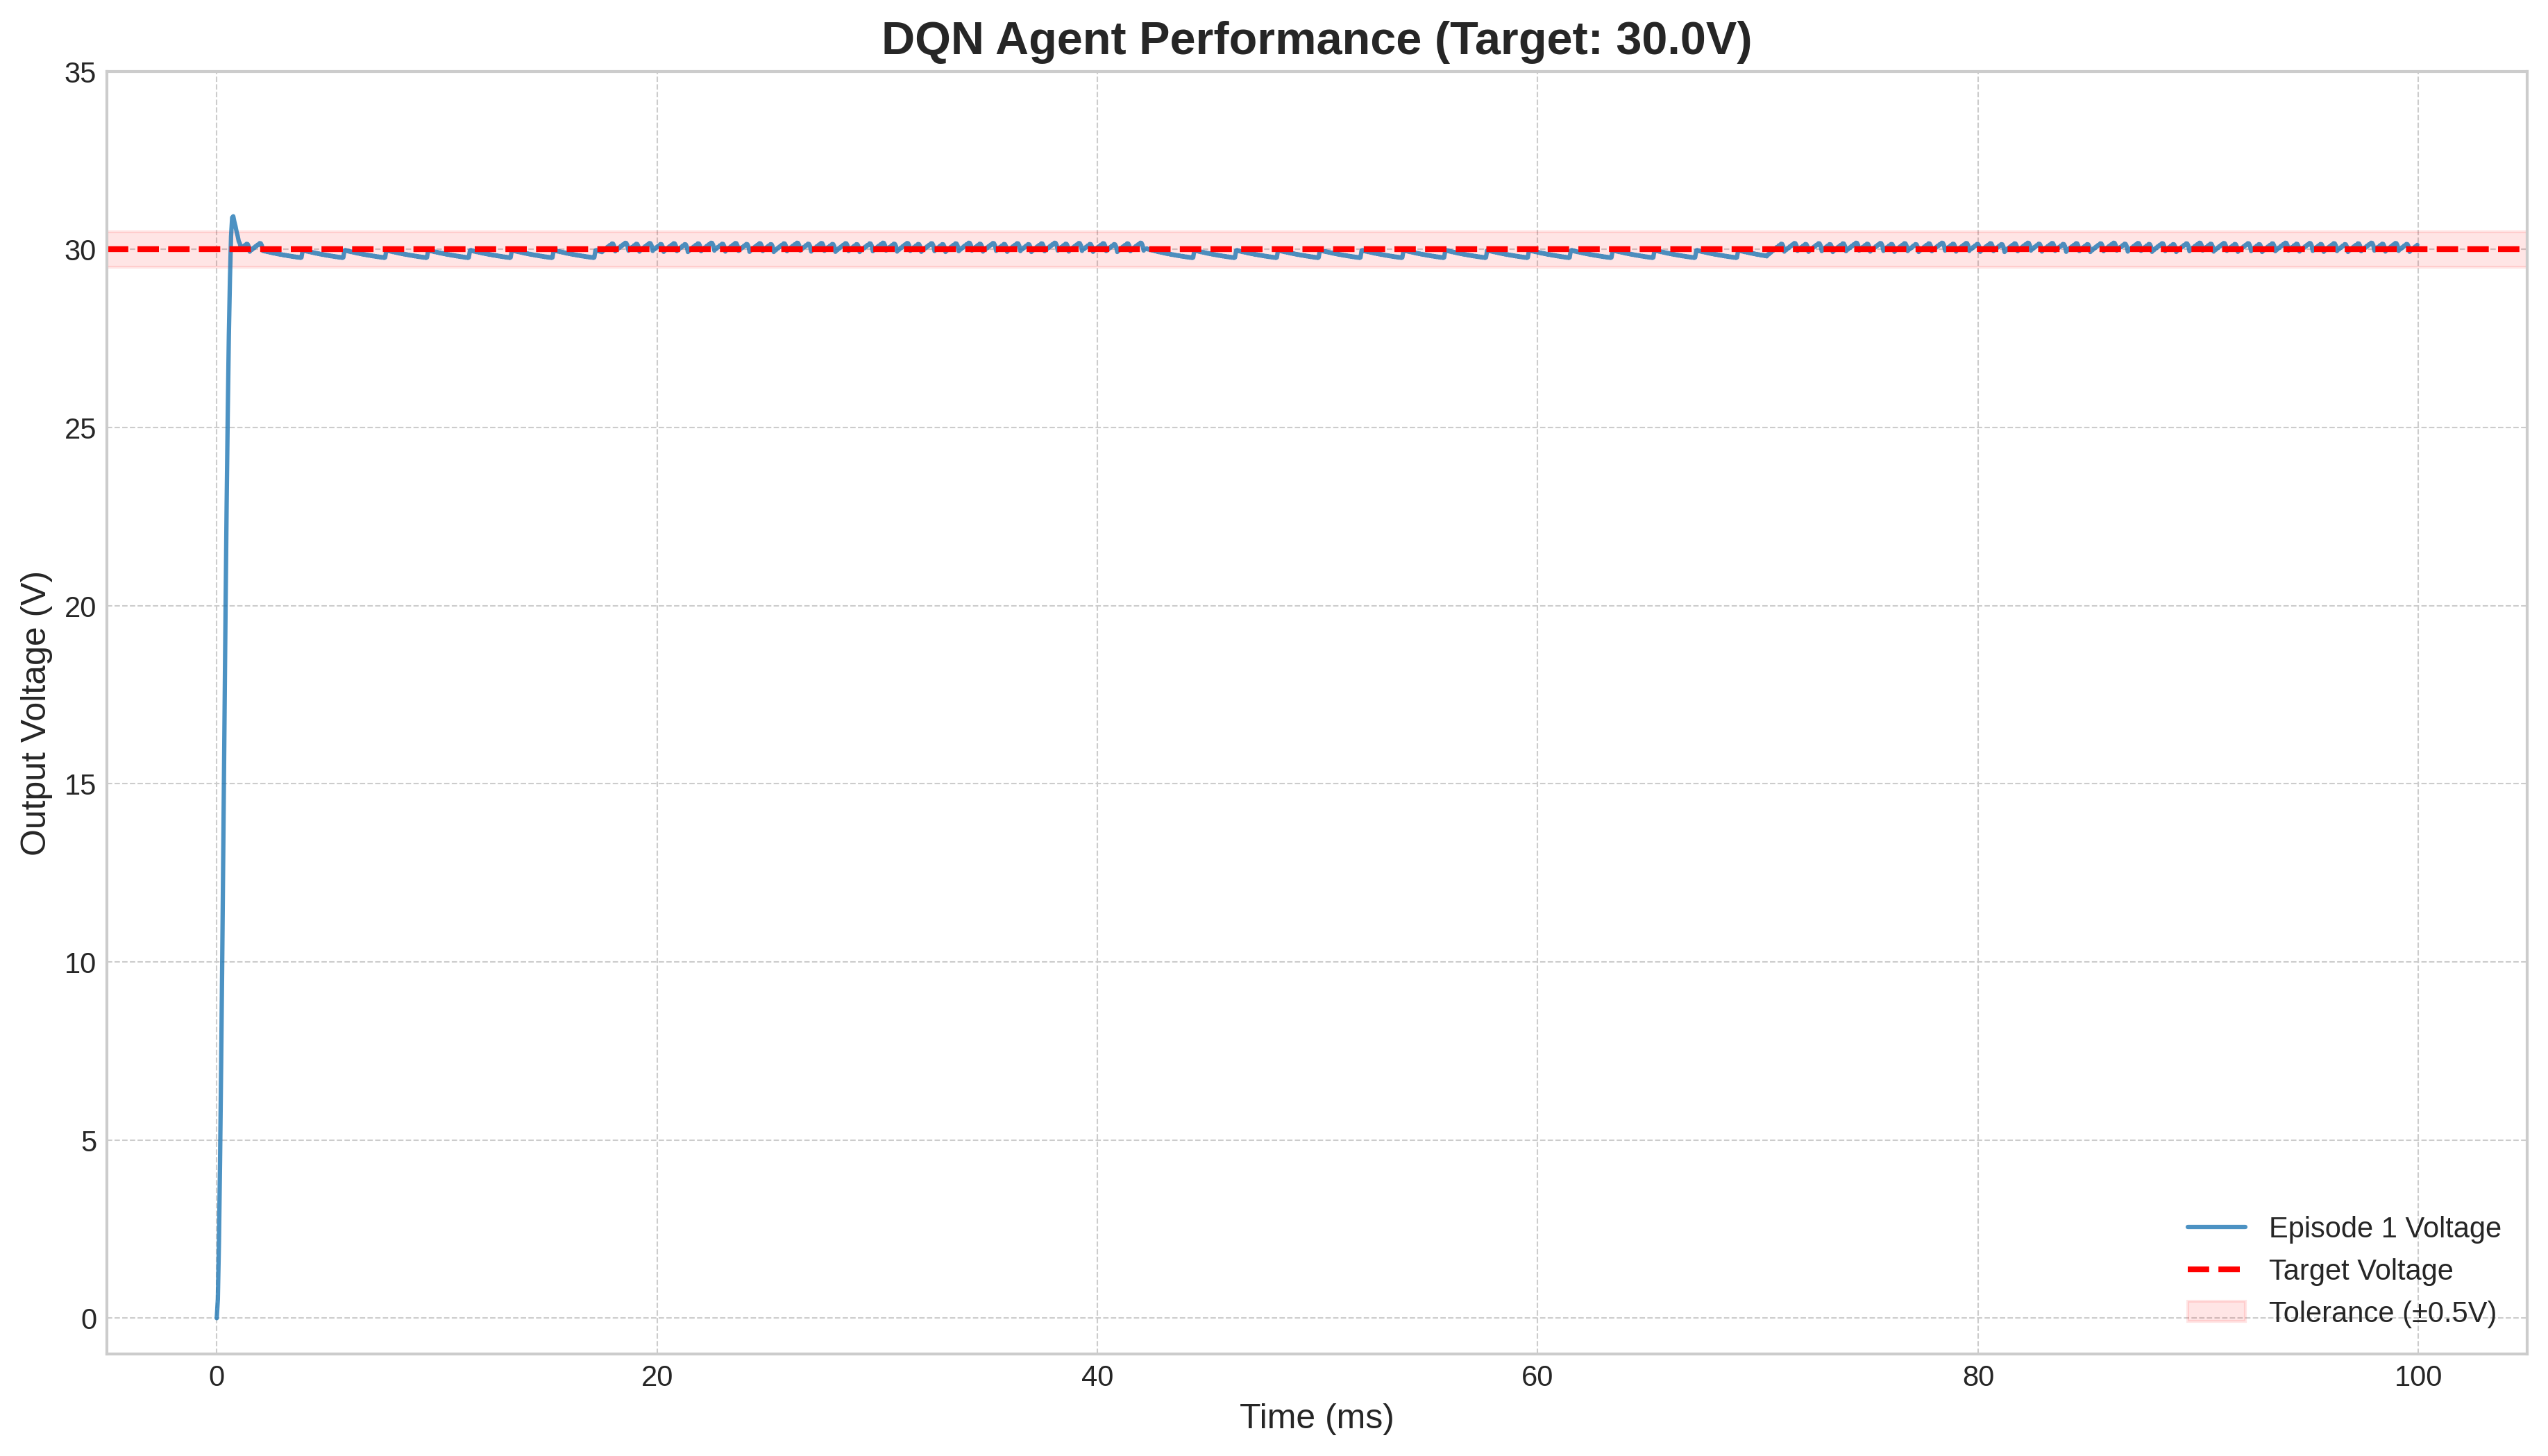 DQN Agent Performance (Target: 30.0V)
35
30
25
20
15
10
5
0
Output Voltage (V)
0 20 40 60 80 100
Time (ms)
Episode 1 Voltage
Target Voltage
Tolerance (±0.5V)